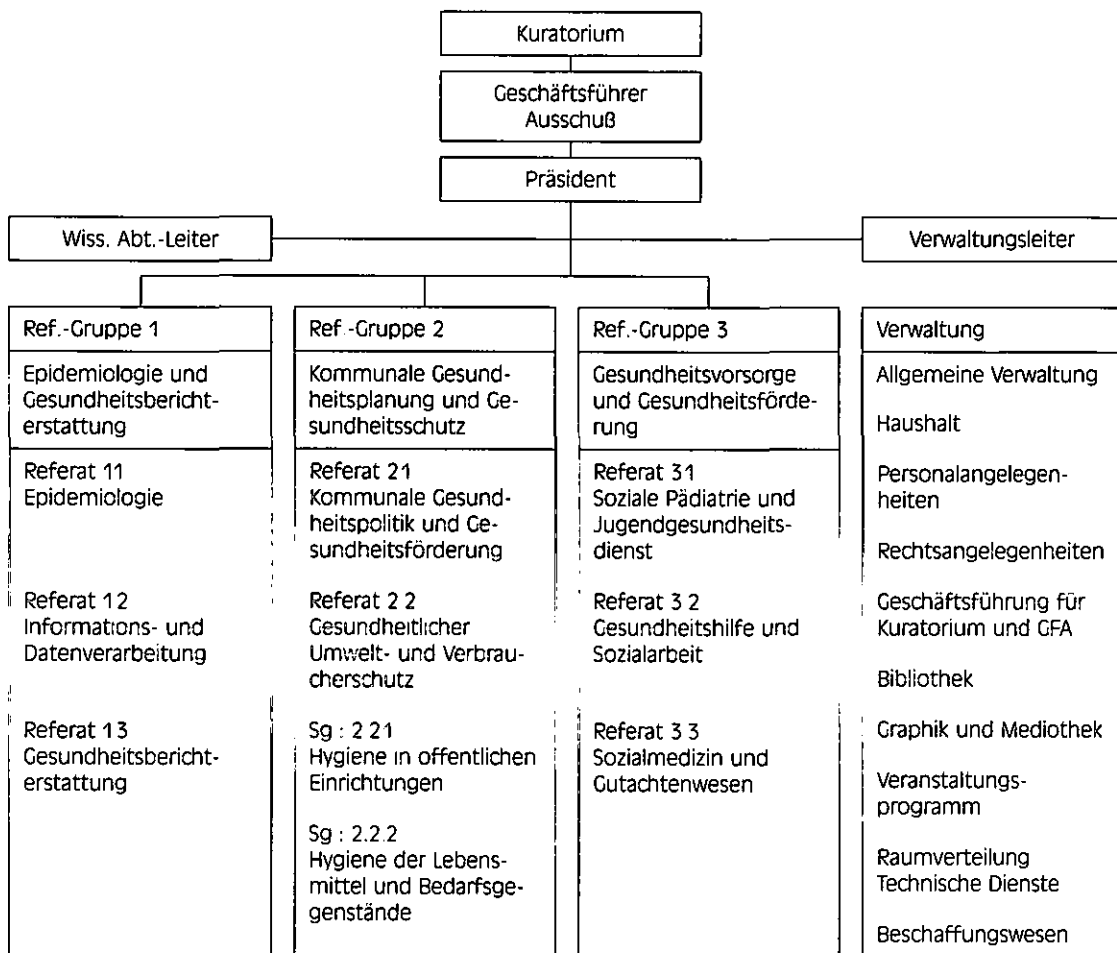 Kuratorium
Geschäftsführer
Ausschuß
Präsident
Wiss. Abt.-Leiter
Verwaltungsleiter
Ref.-Gruppe 1
Epidemiologie und
Gesundheitsbericht-
erstattung
Referat 11
Epidemiologie
Referat 12
Informations- und
Datenverarbeitung
Referat 13
Gesundheitsbericht-
erstattung
Ref.-Gruppe 2
Kommunale Gesund-
heitsplanung und Ge-
sundheitsschutz
Referat 21
Kommunale Gesund-
heitspolitik und Ge-
sundheitsförderung
Referat 2 2
Gesundheitlicher
Umwelt- und Verbrau-
cherschutz
Sg : 2 21
Hygiene in offentlichen
Einrichtungen
Sg : 2.2.2
Hygiene der Lebens-
mittel und Bedarfsge-
genstände
Ref.-Gruppe 3
Gesundheitsvorsorge
und Gesundheitsförde-
rung
Referat 31
Soziale Pädiatrie und
Jugendgesundheits-
dienst
Referat 3 2
Gesundheitshilfe und
Sozialarbeit
Referat 3 3
Sozialmedizin und
Gutachtenwesen
Verwaltung
Allgemeine Verwaltung
Haushalt
Personalangelegen-
heiten
Rechtsangelegenheiten
Geschäftsführung für
Kuratorium und GFA
Bibliothek
Graphik und Mediothek
Veranstaltungs-
programm
Raumverteilung
Technische Dienste
Beschaffungswesen